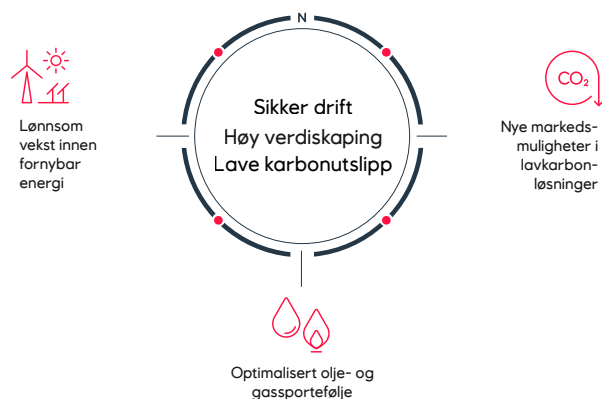 N
Sikker drift
Høy verdiskaping
Lave karbonutslipp
Lønnsom
vekst innen
fornybar
energi
CO₂
Nye markeds-
muligheter i
lavkarbon-
løsninger
Optimalisert olje- og
gassportefølje